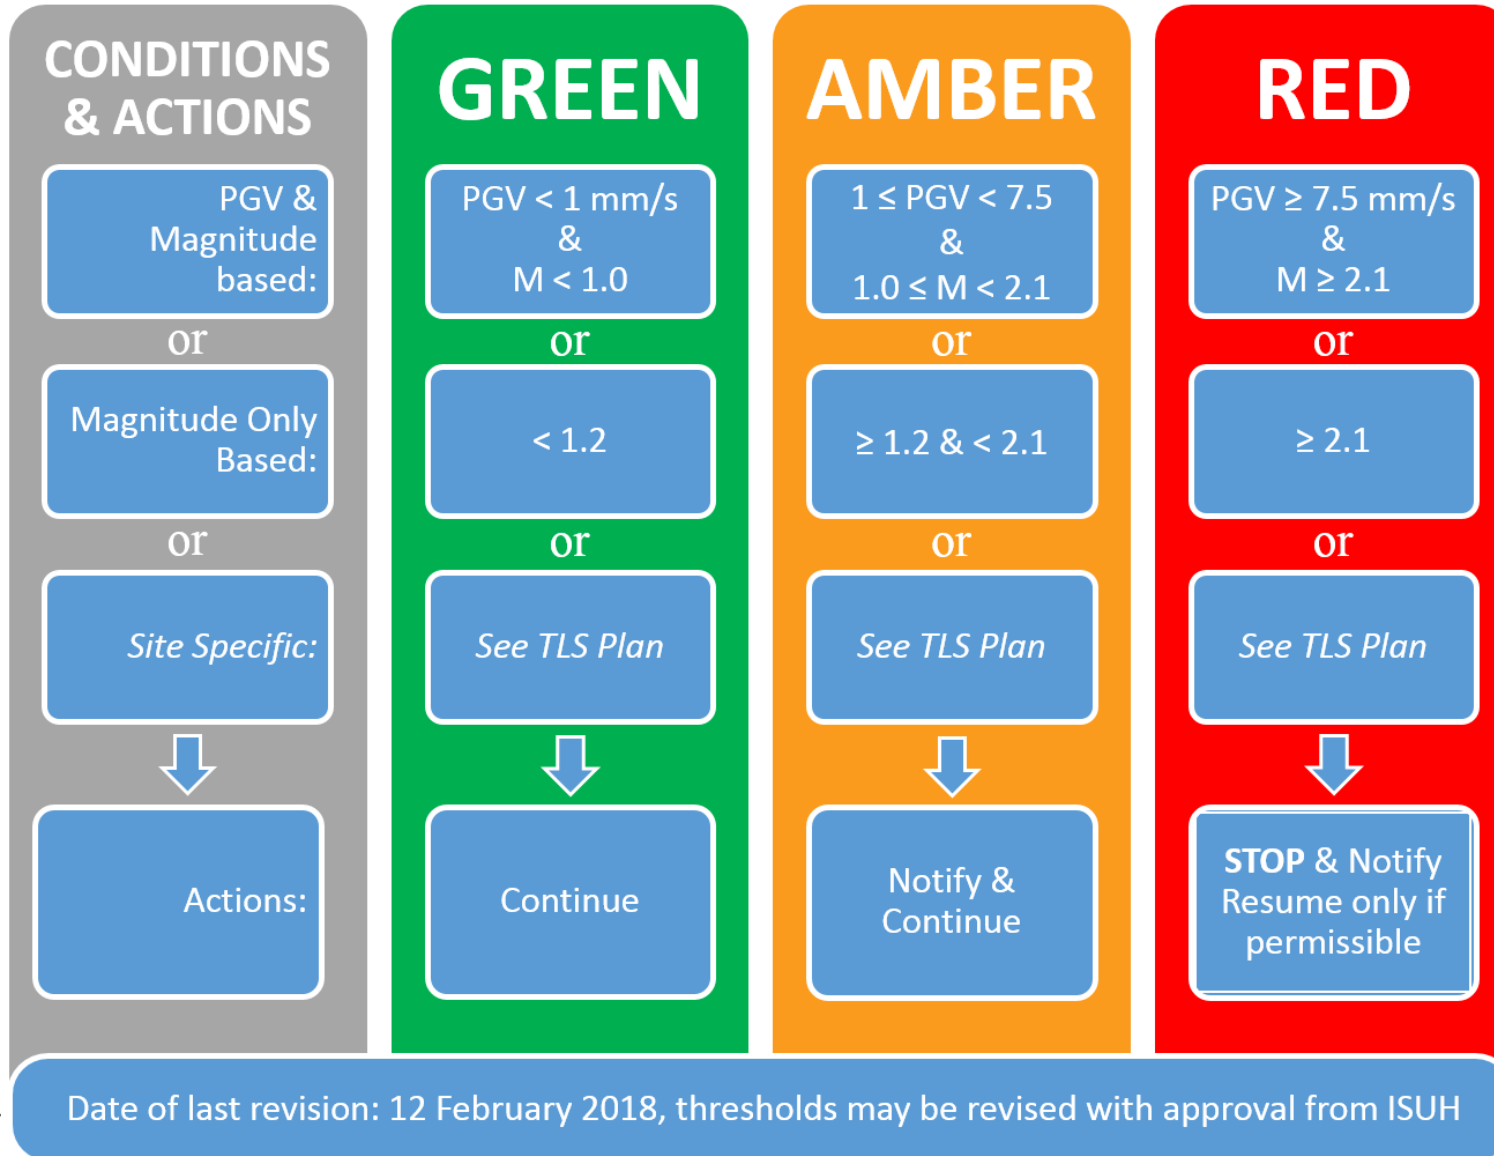 CONDITIONS
& ACTIONS
PGV &
Magnitude
based:
or
Magnitude Only
Based:
or
Site Specific:
Actions:
GREEN
PGV < 1 mm/s
&
M < 1.0
or
< 1.2
or
See TLS Plan
Continue
AMBER
1 ≤ PGV < 7.5
&
1.0 ≤ M < 2.1
or
≥ 1.2 & < 2.1
or
See TLS Plan
Notify &
Continue
RED
PGV ≥ 7.5 mm/s
&
M ≥ 2.1
or
≥ 2.1
or
See TLS Plan
STOP & Notify
Resume only if
permissible
Date of last revision: 12 February 2018, thresholds may be revised with approval from ISUH